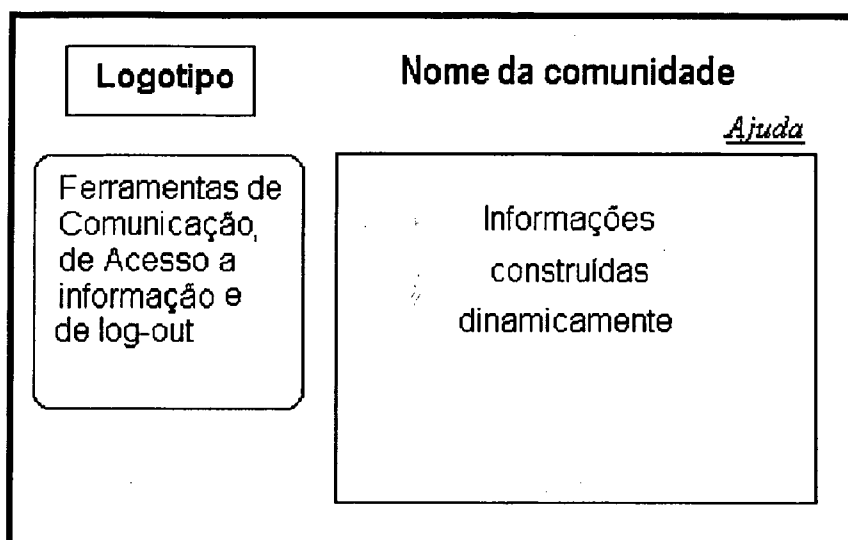 Logotipo
Nome da comunidade
Ajuda
Ferramentas de
Comunicação,
de Acesso a
informação e
de log-out
Informações
construídas
dinamicamente